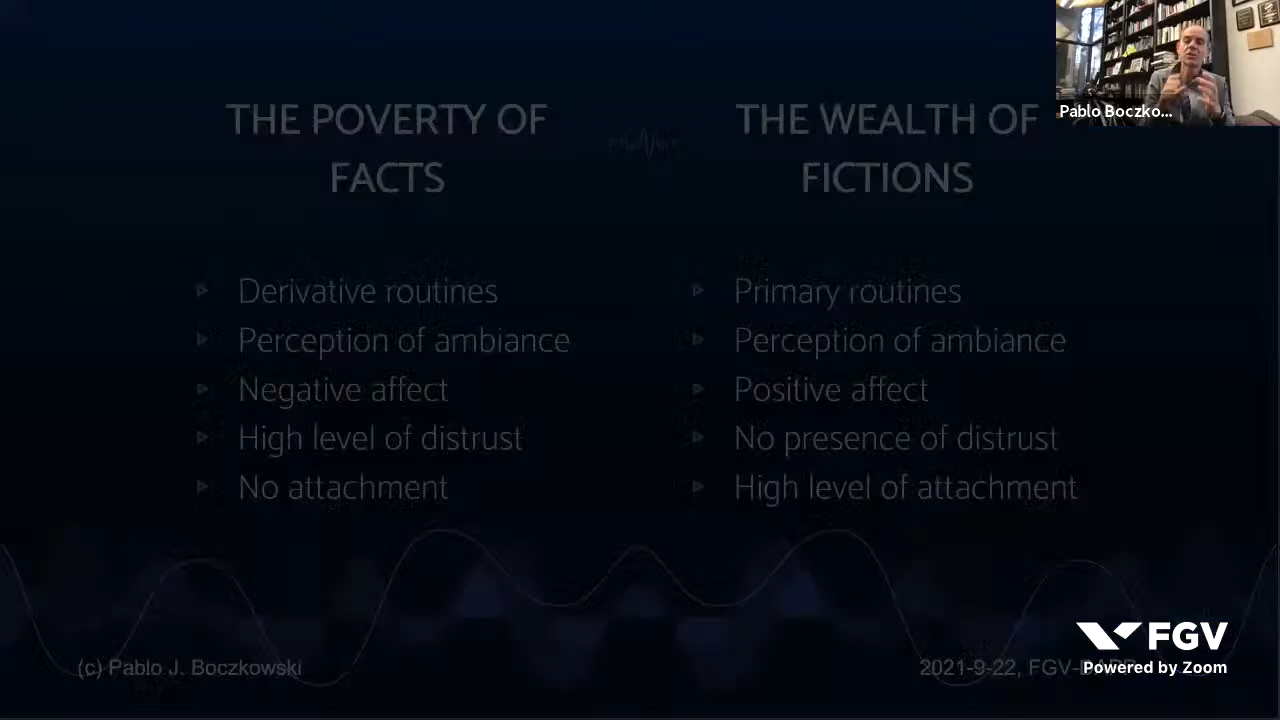 THE POVERTY OF
FACTS
Derivative routines
Perception of ambiance
Negative affect
High level of distrust
No attachment
THE WEALTH OF
FICTIONS
Primary routines
Perception of ambiance
Positive affect
No presence of distrust
High level of attachment
Pablo Boczko...
(c) Pablo J. Boczkowski
2021-9-22, FGV-DAPP
FGV
Powered by Zoom